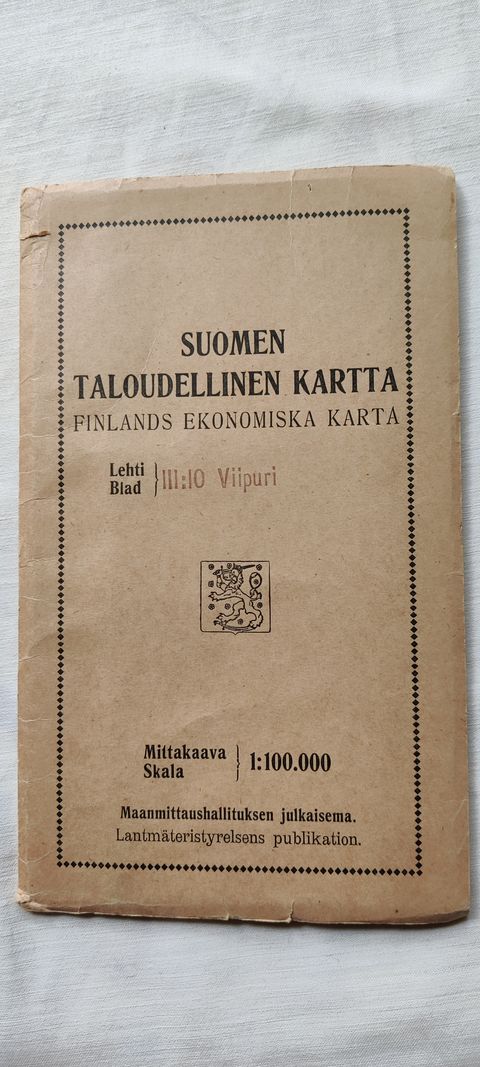 SUOMEN
TALOUDELLINEN KARTTA
FINLANDS EKONOMISKA KARTA
Lehti
Blad } III:10 Viipuri
Mittakaava
Skala } 1:100.000
Maanmittaushallituksen julkaisema.
Lantmäteristyrelsens publikation.